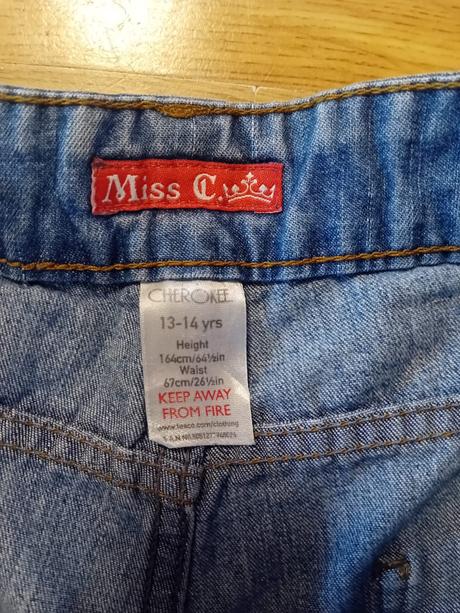 Miss C.
CHEROKEE
13-14 yrs
Height
164cm/64½in
Waist
67cm/26½in
KEEP AWAY
FROM FIRE
www.tesco.com/clothing